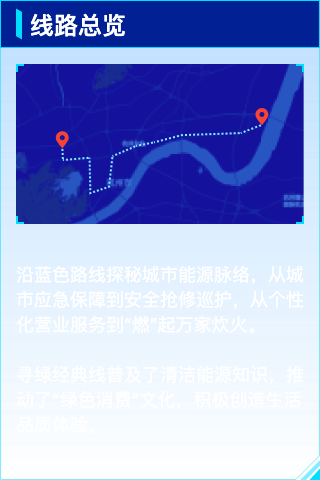 线路总览
杭州市
沿蓝色路线探秘城市能源脉络，从城
市应急保障到安全抢修巡护，从个性
化营业服务到“燃”起万家炊火。
寻绿经典线普及了清洁能源知识，推
动了“绿色消费”文化，积极创造生活
品质体验。